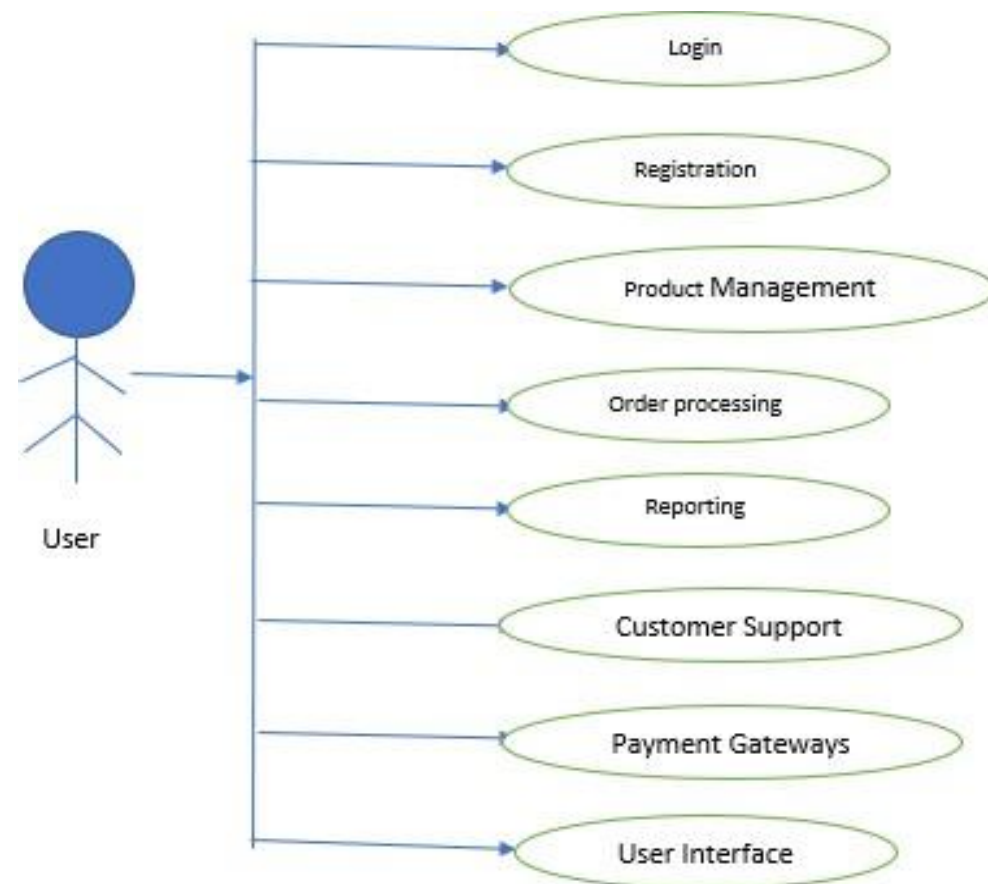 Login
Registration
Product Management
Order processing
Reporting
User
Customer Support
Payment Gateways
User Interface